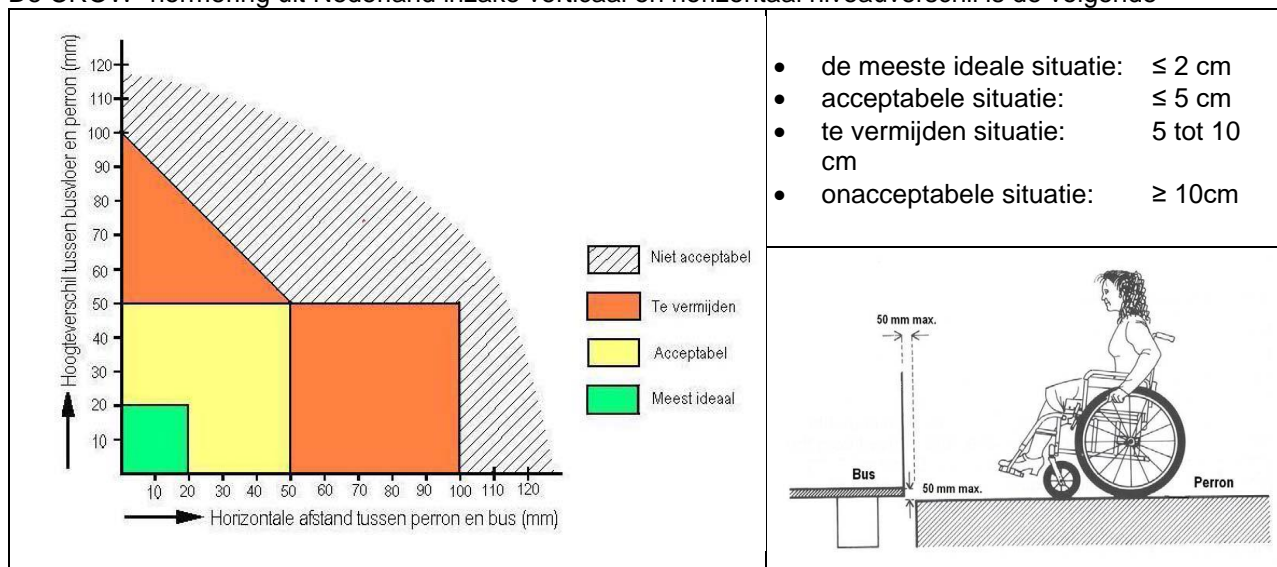 De CROW- normering uit Nederland inzake verticaal en horizontaal niveauverschil is de volgende
Hoogteverschil tussen busvloer en perron (mm)
120
110
100
90
80
70
60
50
40
30
20
10
10 20 30 40 50 60 70 80 90 100 110 120
Horizontale afstand tussen perron en bus (mm)
Niet acceptabel
Te vermijden
Acceptabel
Meest ideaal
• de meeste ideale situatie: ≤ 2 cm
• acceptabele situatie: ≤ 5 cm
• te vermijden situatie: 5 tot 10
cm
• onacceptabele situatie: ≥ 10cm
50 mm max.
Bus
50 mm max.
Perron